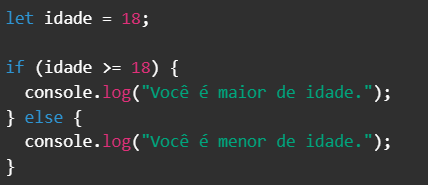 let idade = 18;
if (idade >= 18) {
  console.log("Você é maior de idade.");
} else {
  console.log("Você é menor de idade.");
}